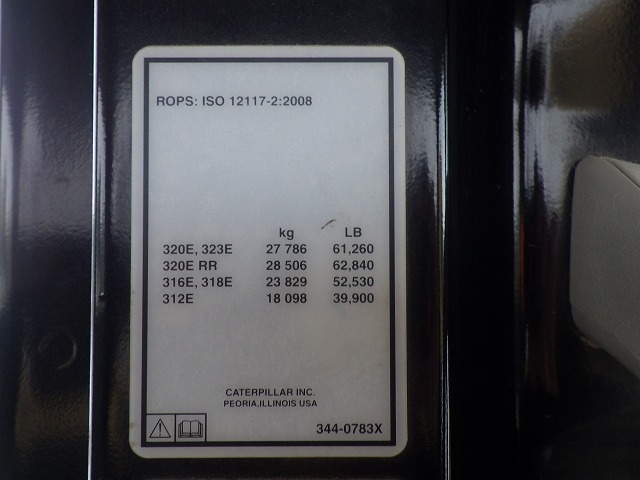 ROPS: ISO 12117-2:2008
kg LB
320E, 323E 27 786 61,260
320E RR 28 506 62,840
316E, 318E 23 829 52,530
312E 18 098 39,900
CATERPILLAR INC.
PEORIA,ILLINOIS USA
344-0783X